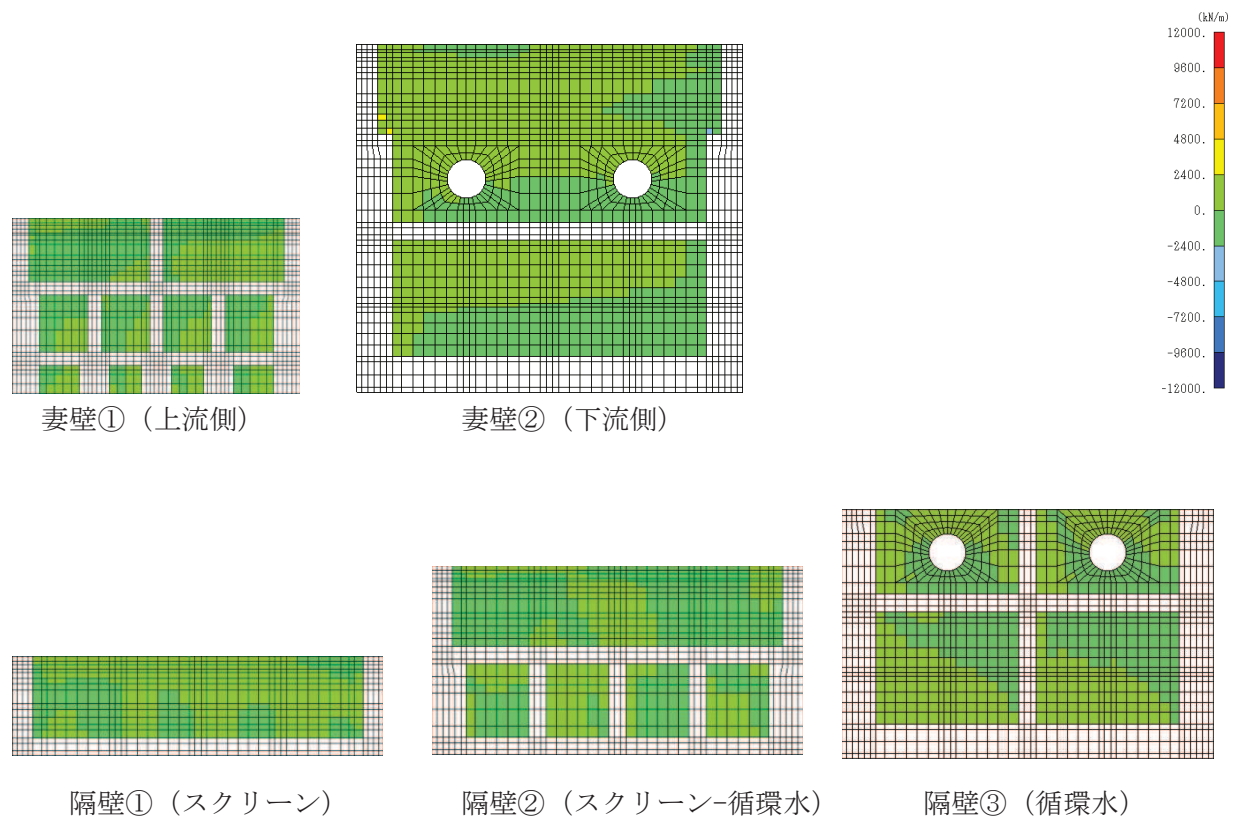 (kN/m)
12000.
9600.
7200.
4800.
2400.
0.
-2400.
-4800.
-7200.
-9600.
-12000.
妻壁①（上流側）
妻壁②（下流側）
隔壁①（スクリーン）
隔壁②（スクリーン-循環水）
隔壁③（循環水）